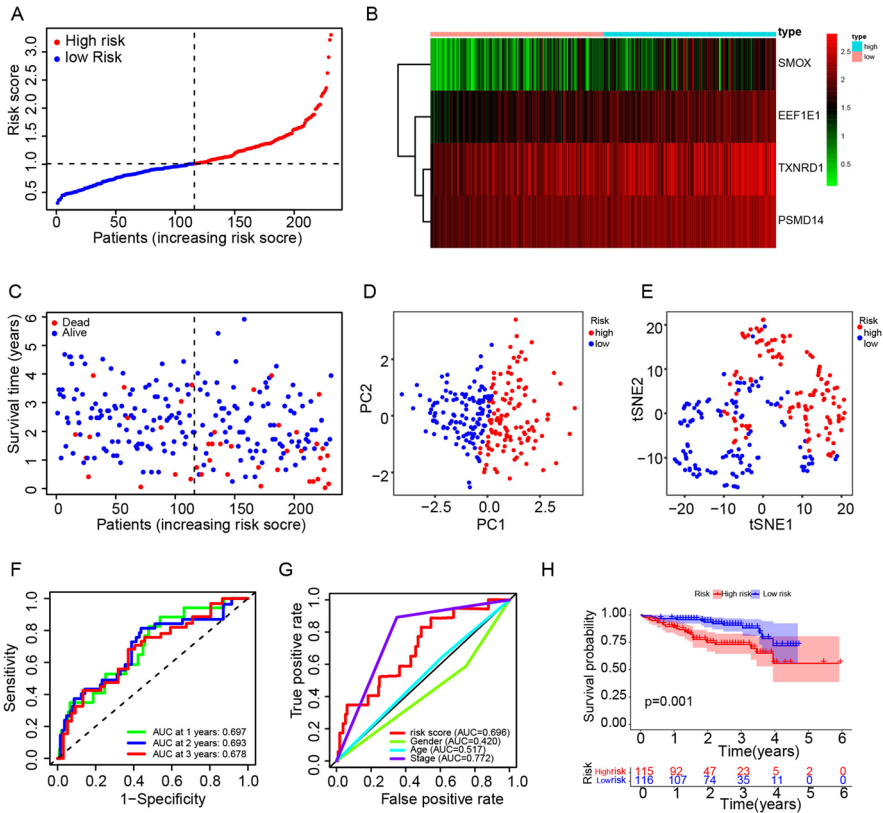 A
High risk
low Risk
Risk score
3.0
2.5
2.0
1.5
1.0
0.5
0 50 100 150 200
Patients (increasing risk socre)
B
type
SMOX
EEF1E1
TXNRD1
PSMD14
2.5
2
1.5
1
0.5
type
high
low
C
Dead
Alive
Survival time (years)
6
5
4
3
2
1
0
0 50 100 150 200
Patients (increasing risk socre)
D
Risk
high
low
PC2
2
0
−2
−2.5 0.0 2.5
PC1
E
Risk
high
low
tSNE2
20
10
0
−10
−20 −10 0 10 20
tSNE1
F
Sensitivity
1.0
0.8
0.6
0.4
0.2
0.0
AUC at 1 years: 0.697
AUC at 2 years: 0.693
AUC at 3 years: 0.678
0.0 0.2 0.4 0.6 0.8 1.0
1−Specificity
G
True positive rate
1.0
0.8
0.6
0.4
0.2
0.0
risk score (AUC=0.696)
Gender (AUC=0.420)
Age (AUC=0.517)
Stage (AUC=0.772)
0.0 0.2 0.4 0.6 0.8 1.0
False positive rate
H
Risk High risk Low risk
Survival probability
1.00
0.75
0.50
0.25
0.00
p=0.001
0 1 2 3 4 5 6
Time(years)
Risk
Highrisk 115 92 47 23 5 2 0
Lowrisk 116 107 74 35 11 0 0
0 1 2 3 4 5 6
Time(years)